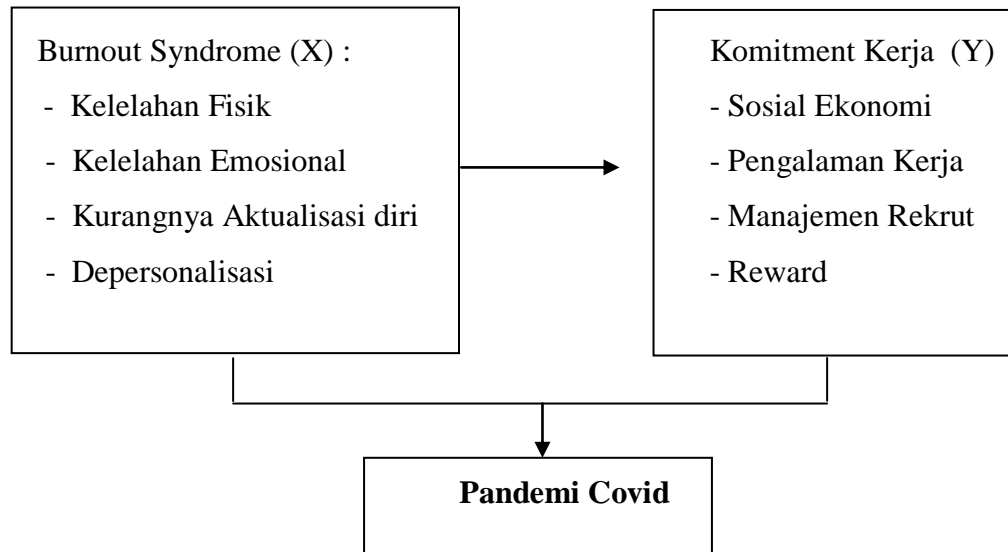 Burnout Syndrome (X) :
- Kelelahan Fisik
- Kelelahan Emosional
- Kurangnya Aktualisasi diri
- Depersonalisasi
Komitment Kerja (Y)
- Sosial Ekonomi
- Pengalaman Kerja
- Manajemen Rekrut
- Reward
Pandemi Covid